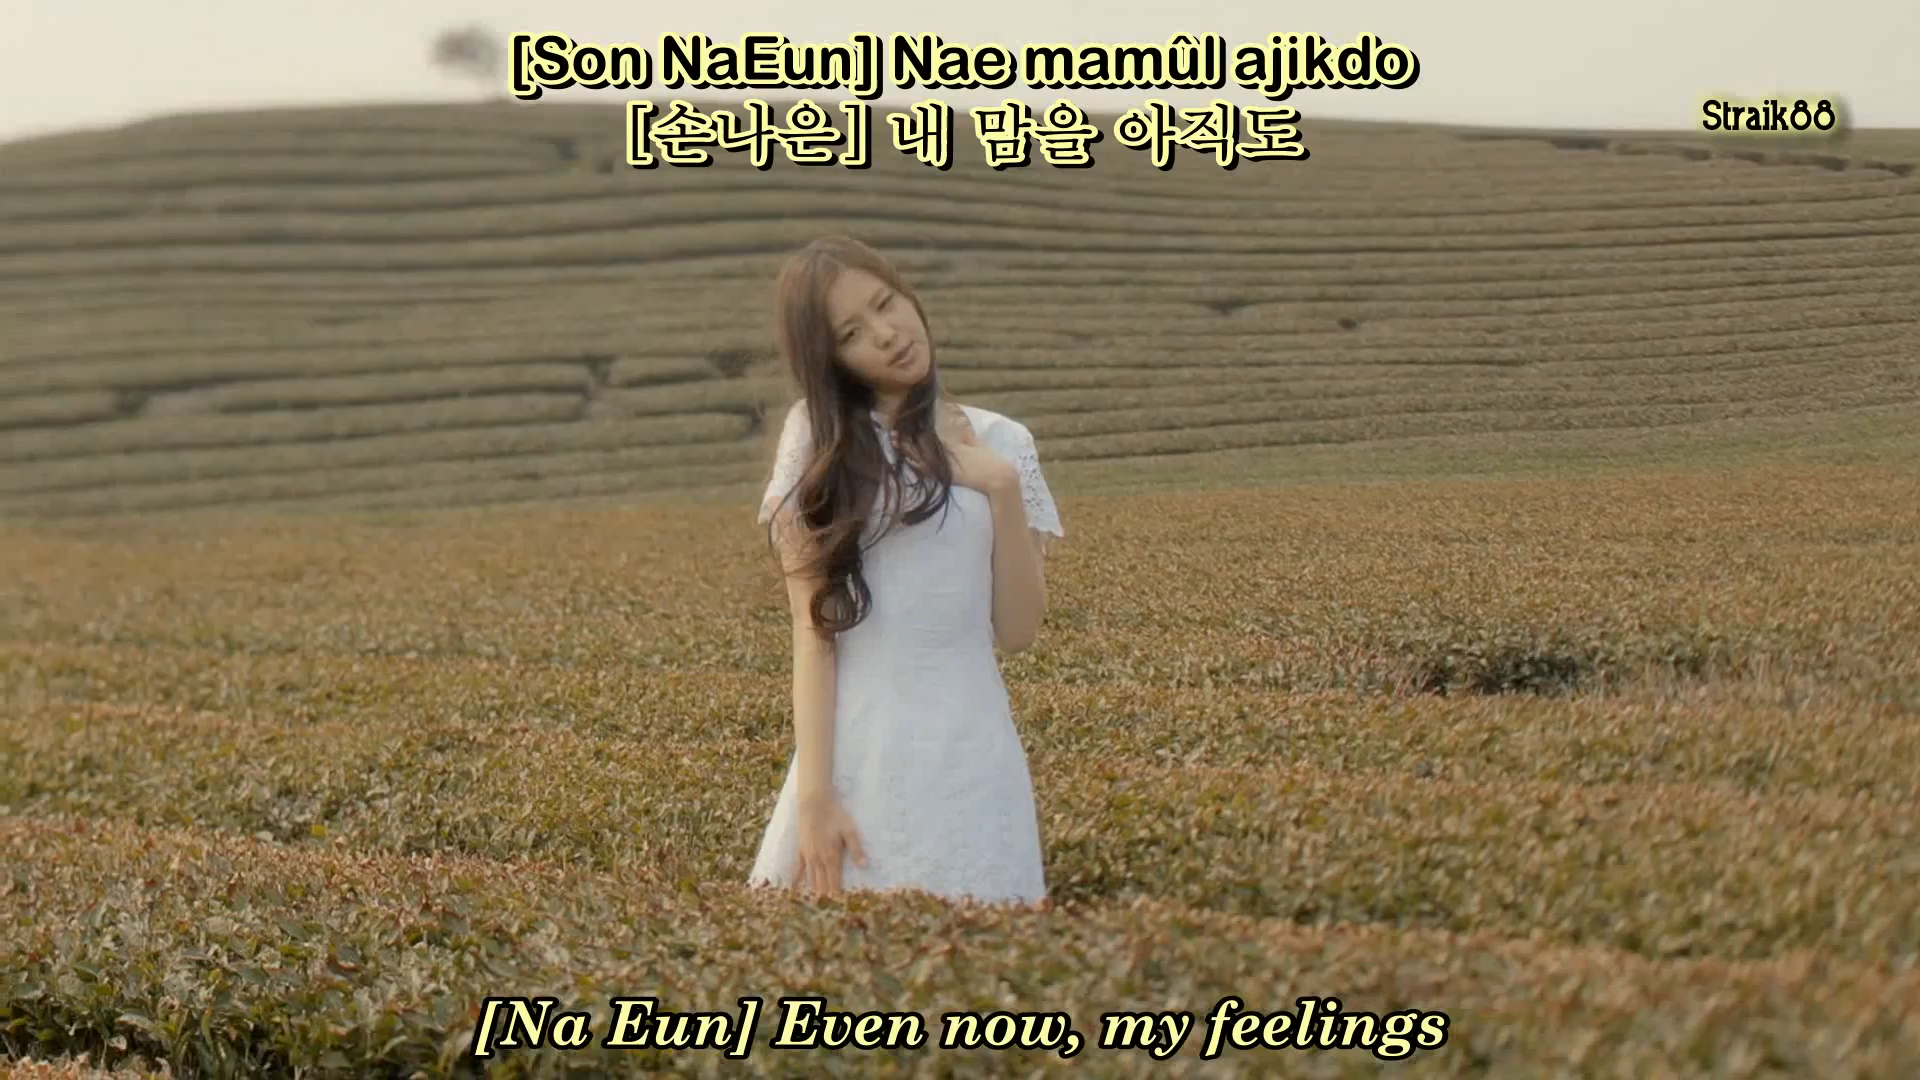 [Son NaEun] Nae mamûl ajikdo
[손나은] 내 맘을 아직도
Straik88
[Na Eun] Even now, my feelings